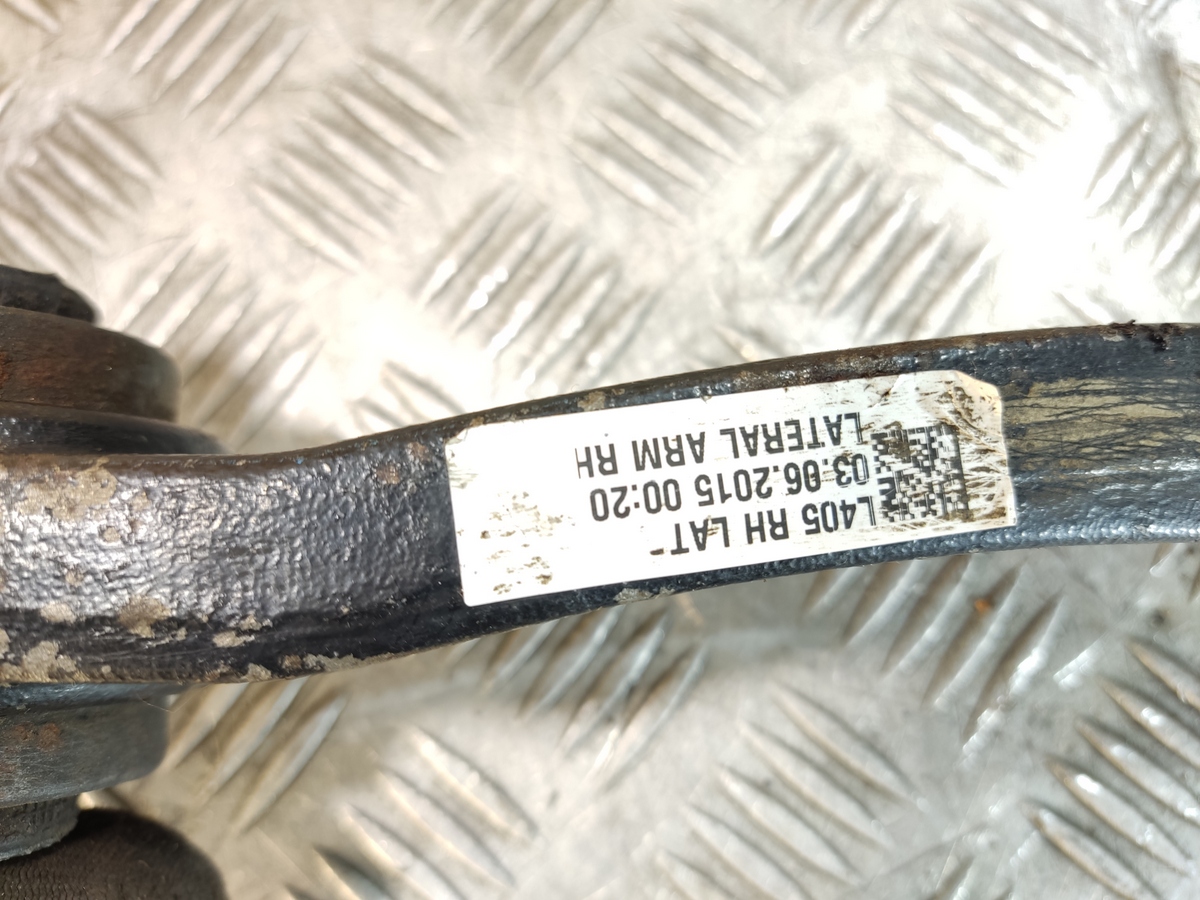 L405 RH LAT
03.06.2015 00:20
LATERAL ARM RH